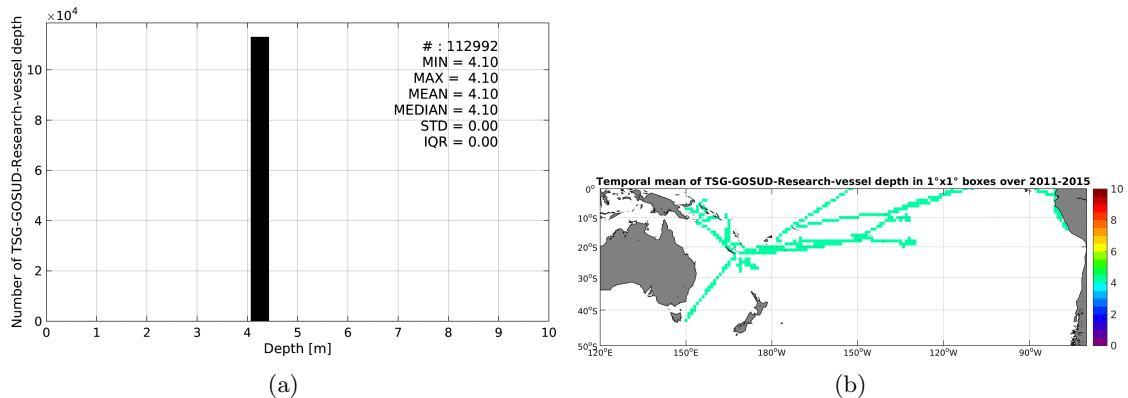 ×10⁴
Number of TSG-GOSUD-Research-vessel depth
10
8
6
4
2
0
# : 112992
MIN = 4.10
MAX = 4.10
MEAN = 4.10
MEDIAN = 4.10
STD = 0.00
IQR = 0.00
0 1 2 3 4 5 6 7 8 9 10
Depth [m]
(a)
Temporal mean of TSG-GOSUD-Research-vessel depth in 1°x1° boxes over 2011-2015
0°
10°S
20°S
30°S
40°S
50°S
120°E 150°E 180°W 150°W 120°W 90°W
10
8
6
4
2
0
(b)